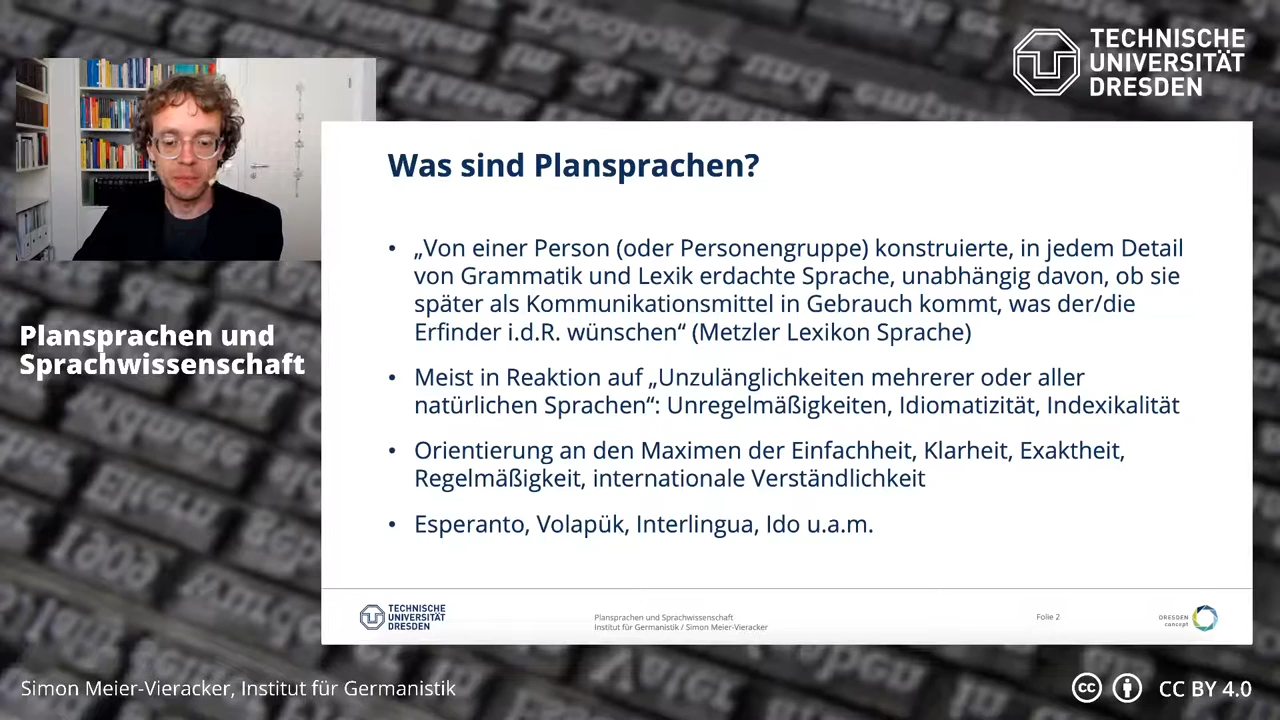 TECHNISCHE
UNIVERSITÄT
DRESDEN
Was sind Plansprachen?
• „Von einer Person (oder Personengruppe) konstruierte, in jedem Detail
von Grammatik und Lexik erdachte Sprache, unabhängig davon, ob sie
später als Kommunikationsmittel in Gebrauch kommt, was der/die
Erfinder i.d.R. wünschen“ (Metzler Lexikon Sprache)
• Meist in Reaktion auf „Unzulänglichkeiten mehrerer oder aller
natürlichen Sprachen“: Unregelmäßigkeiten, Idiomatizität, Indexikalität
• Orientierung an den Maximen der Einfachheit, Klarheit, Exaktheit,
Regelmäßigkeit, internationale Verständlichkeit
• Esperanto, Volapük, Interlingua, Ido u.a.m.
Plansprachen und
Sprachwissenschaft
TECHNISCHE
UNIVERSITÄT
DRESDEN
Plansprachen und Sprachwissenschaft
Institut für Germanistik / Simon Meier-Vieracker
Folie 2
DRESDEN
concept
Simon Meier-Vieracker, Institut für Germanistik
cc
CC BY 4.0